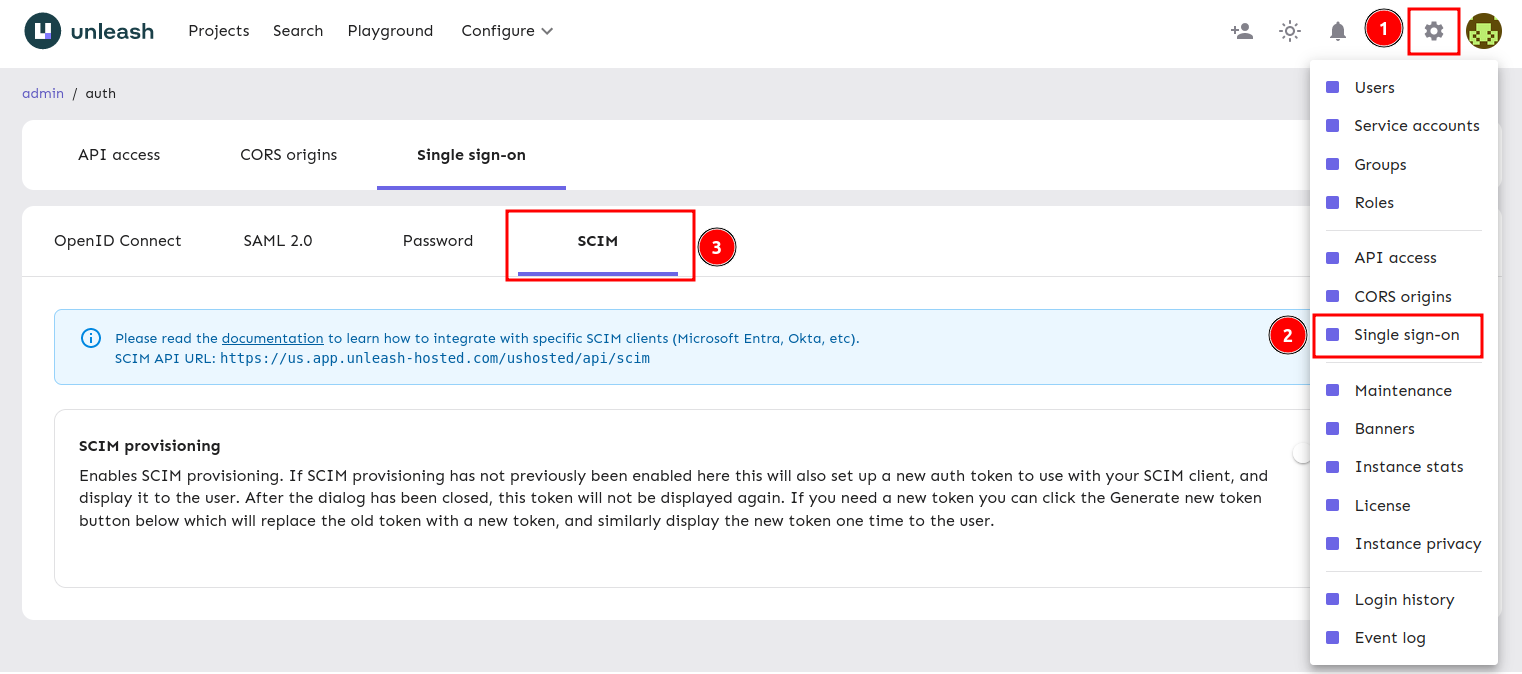 unleash
Projects
Search
Playground
Configure
1
admin / auth
API access
CORS origins
Single sign-on
OpenID Connect
SAML 2.0
Password
SCIM
3
Please read the documentation to learn how to integrate with specific SCIM clients (Microsoft Entra, Okta, etc).
SCIM API URL: https://us.app.unleash-hosted.com/ushosted/api/scim
SCIM provisioning
Enables SCIM provisioning. If SCIM provisioning has not previously been enabled here this will also set up a new auth token to use with your SCIM client, and
display it to the user. After the dialog has been closed, this token will not be displayed again. If you need a new token you can click the Generate new token
button below which will replace the old token with a new token, and similarly display the new token one time to the user.
Users
Service accounts
Groups
Roles
API access
CORS origins
2
Single sign-on
Maintenance
Banners
Instance stats
License
Instance privacy
Login history
Event log